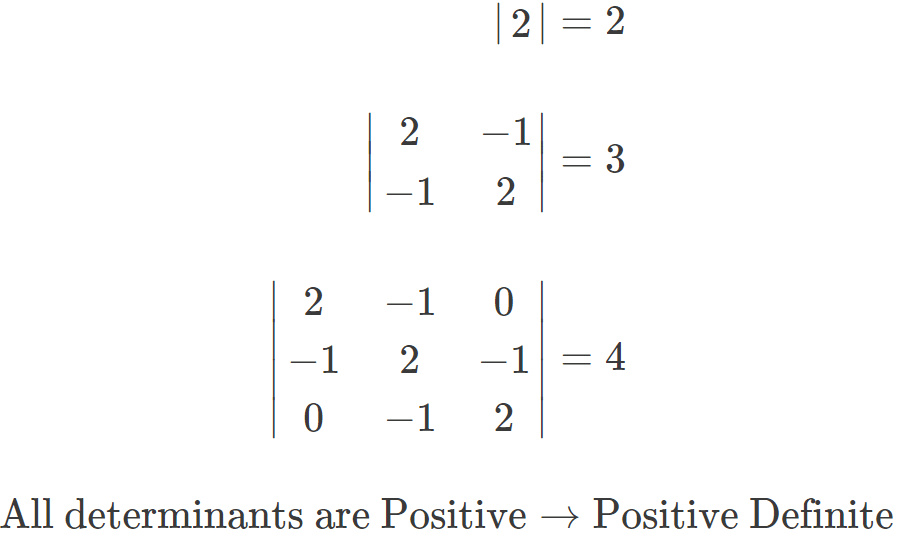 |2| = 2
| 2 −1 |
| −1 2 | = 3
| 2 −1 0 |
| −1 2 −1 | = 4
| 0 −1 2 |
All determinants are Positive → Positive Definite